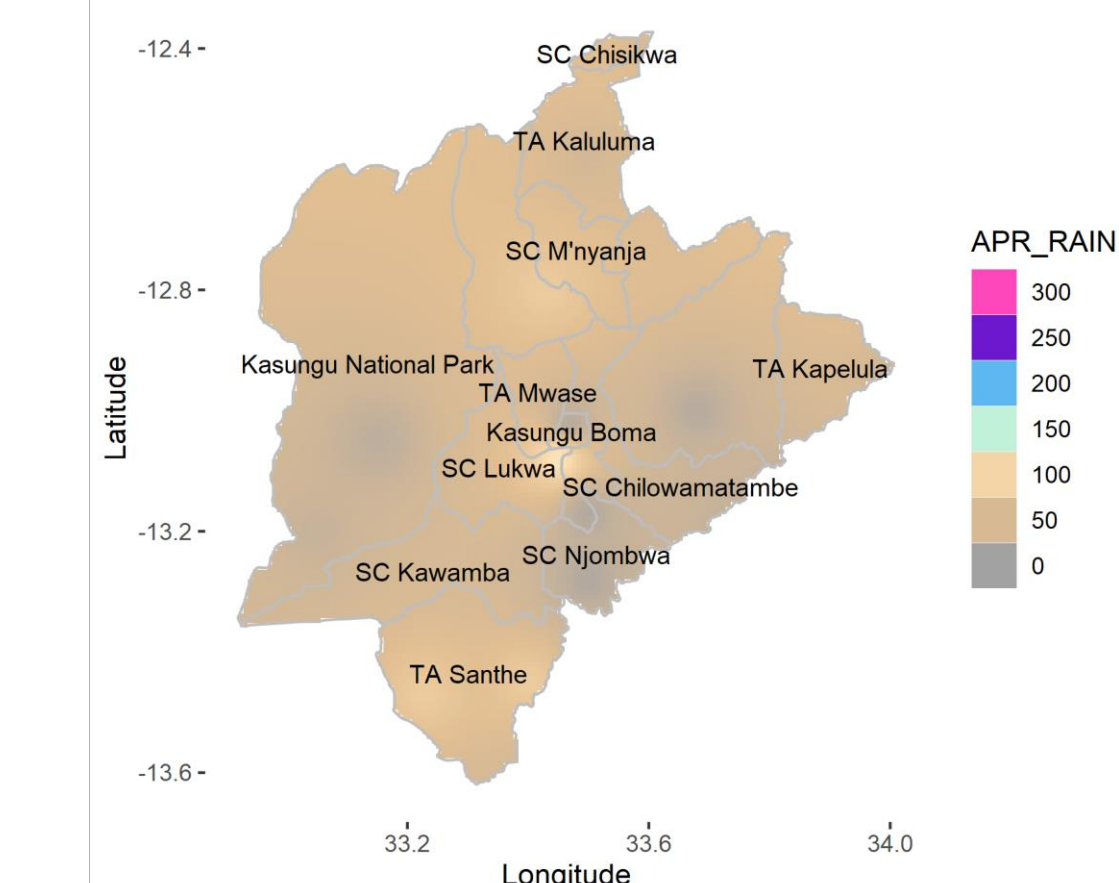 -12.4
-12.8
-13.2
-13.6
Latitude
SC Chisikwa
TA Kaluluma
SC M'nyanja
Kasungu National Park
TA Kapelula
TA Mwase
Kasungu Boma
SC Lukwa
SC Chilowamatambe
SC Njombwa
SC Kawamba
TA Santhe
33.2
33.6
34.0
Longitude
APR_RAIN
300
250
200
150
100
50
0